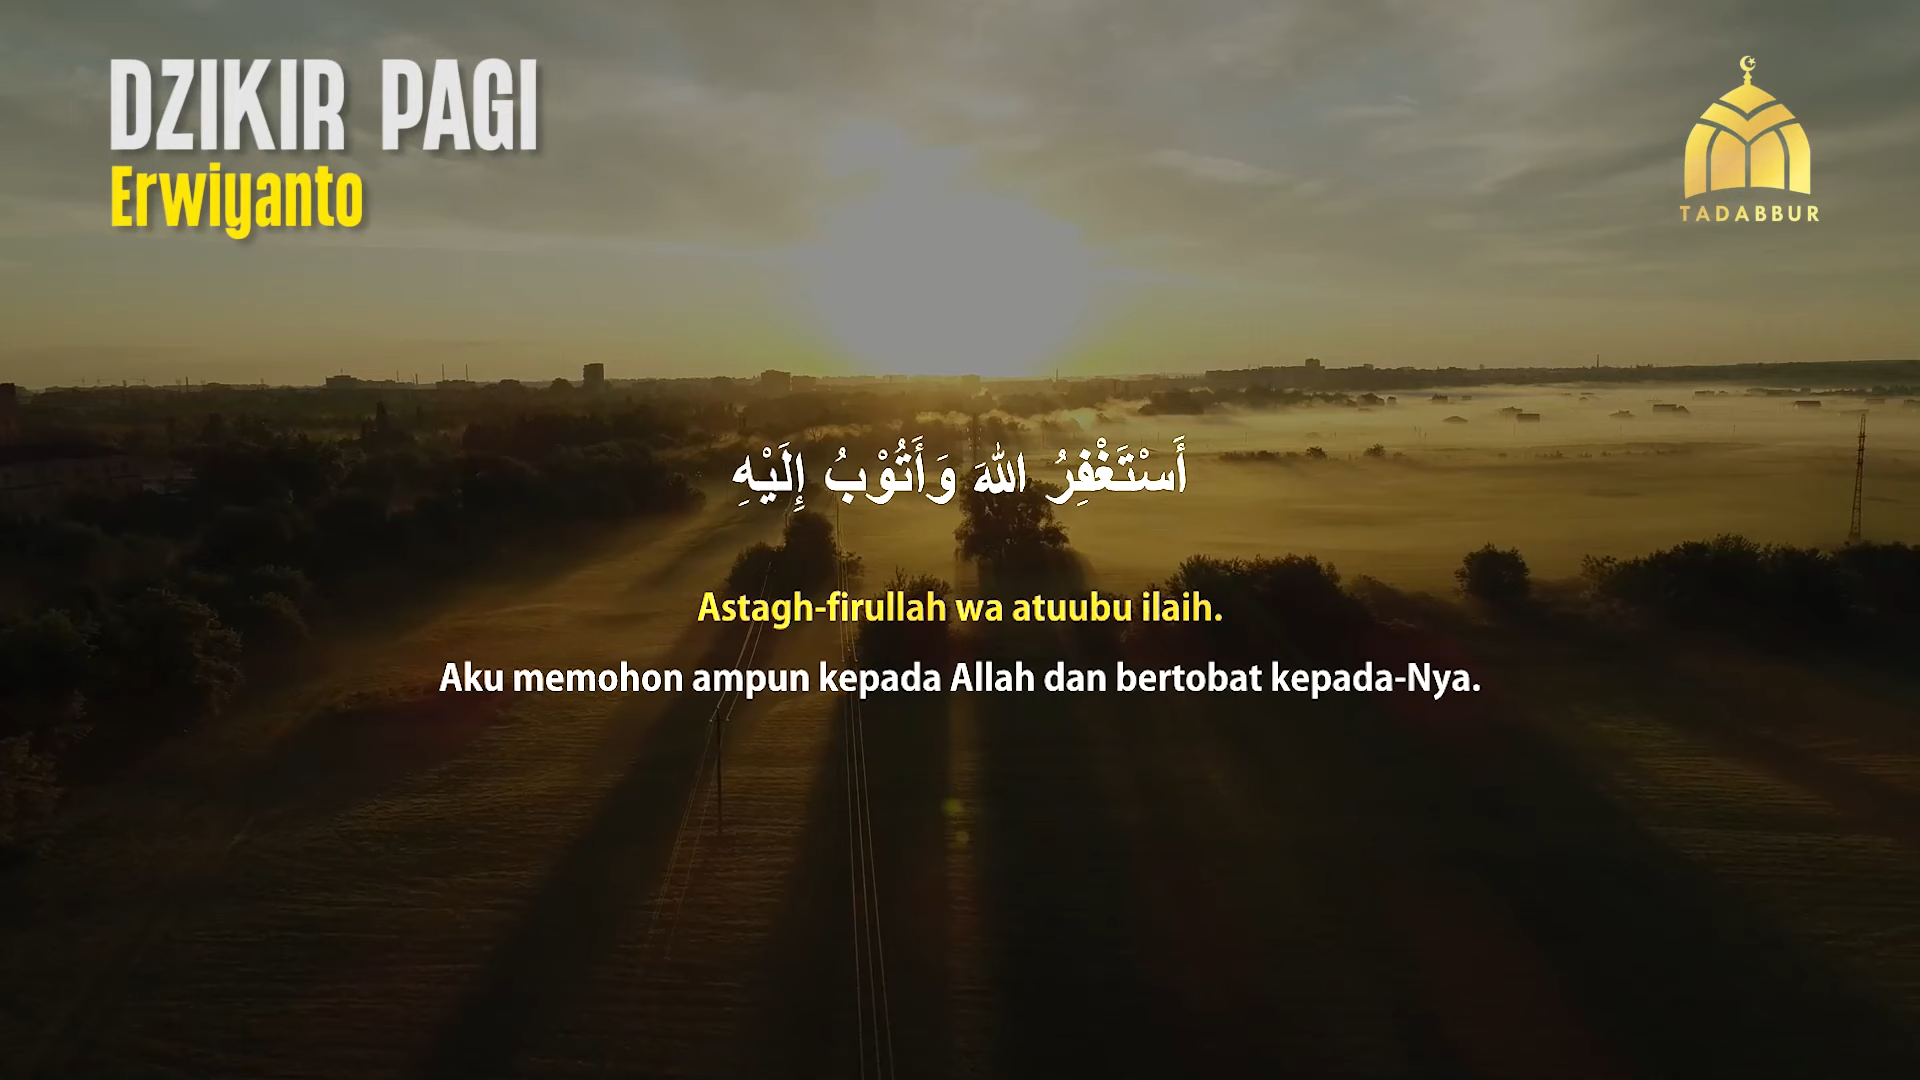 DZIKIR PAGI
Erwiyanto
TADABBUR
أَسْتَغْفِرُ اللهَ وَأَتُوْبُ إِلَيْهِ
Astagh-firullah wa atuubu ilaih.
Aku memohon ampun kepada Allah dan bertobat kepada-Nya.